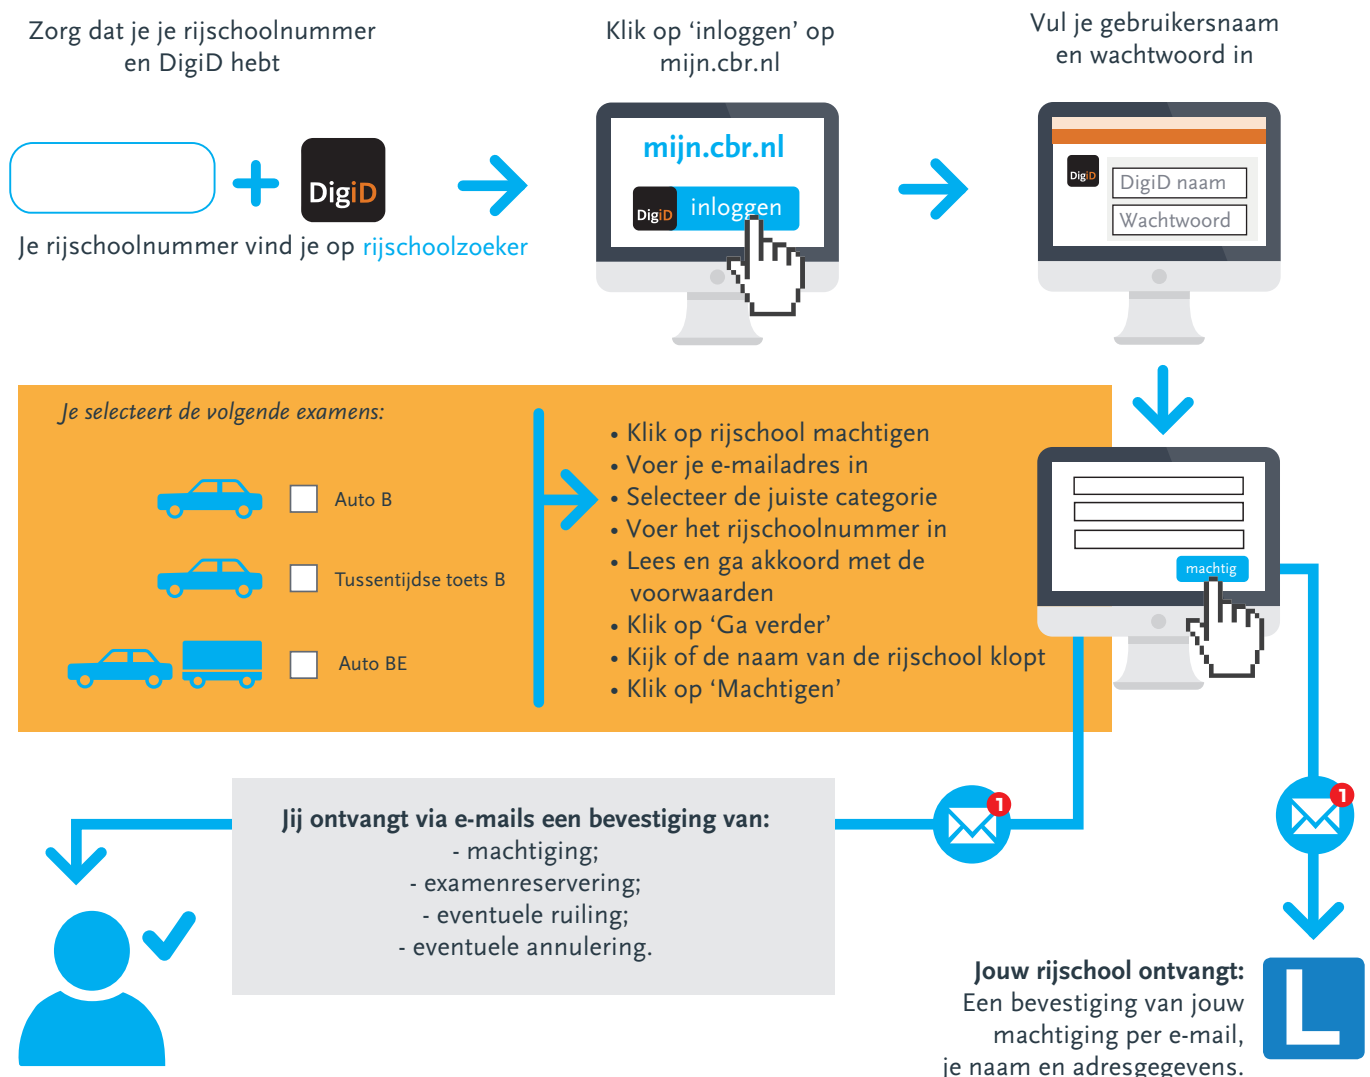 Zorg dat je je rijschoolnummer
en DigiD hebt
DigiD
Je rijschoolnummer vind je op rijschoolzoeker
Klik op ‘inloggen’ op
mijn.cbr.nl
mijn.cbr.nl
DigiD inloggen
Vul je gebruikersnaam
en wachtwoord in
DigiD
DigiD naam
Wachtwoord
Je selecteert de volgende examens:
Auto B
Tussentijdse toets B
Auto BE
• Klik op rijschool machtigen
• Voer je e-mailadres in
• Selecteer de juiste categorie
• Voer het rijschoolnummer in
• Lees en ga akkoord met de
voorwaarden
• Klik op ‘Ga verder’
• Kijk of de naam van de rijschool klopt
• Klik op ‘Machtigen’
machtig
Jij ontvangt via e-mails een bevestiging van:
- machtiging;
- examenreservering;
- eventuele ruiling;
- eventuele annulering.
1
1
Jouw rijschool ontvangt:
Een bevestiging van jouw
machtiging per e-mail,
je naam en adresgegevens.
L